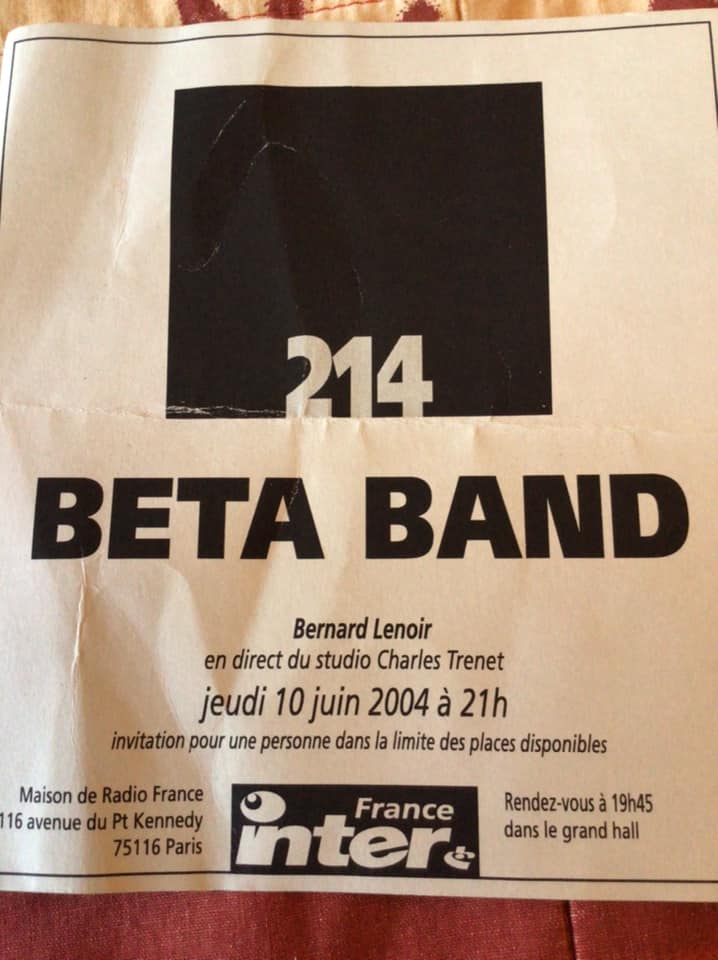 214
BETA BAND
Bernard Lenoir
en direct du studio Charles Trenet
jeudi 10 juin 2004 à 21h
invitation pour une personne dans la limite des places disponibles
Maison de Radio France
116 avenue du Pt Kennedy
75116 Paris
France
inter
Rendez-vous à 19h45
dans le grand hall